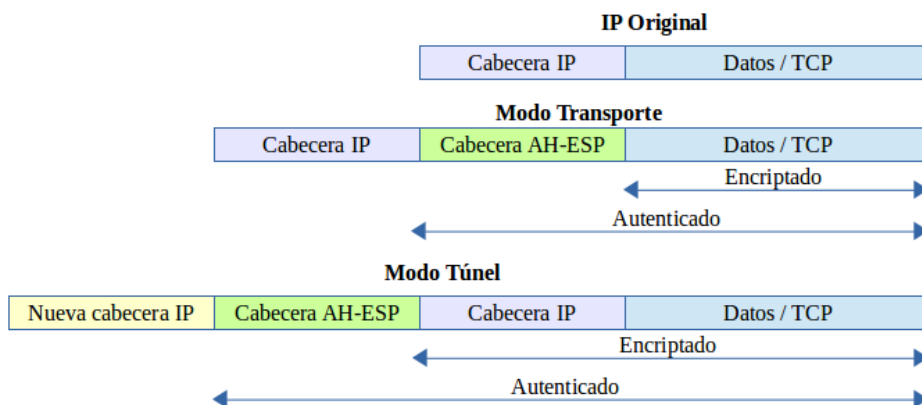 IP Original
Cabecera IP Datos / TCP
Modo Transporte
Cabecera IP Cabecera AH-ESP Datos / TCP
Encriptado
Autenticado
Modo Túnel
Nueva cabecera IP Cabecera AH-ESP Cabecera IP Datos / TCP
Encriptado
Autenticado